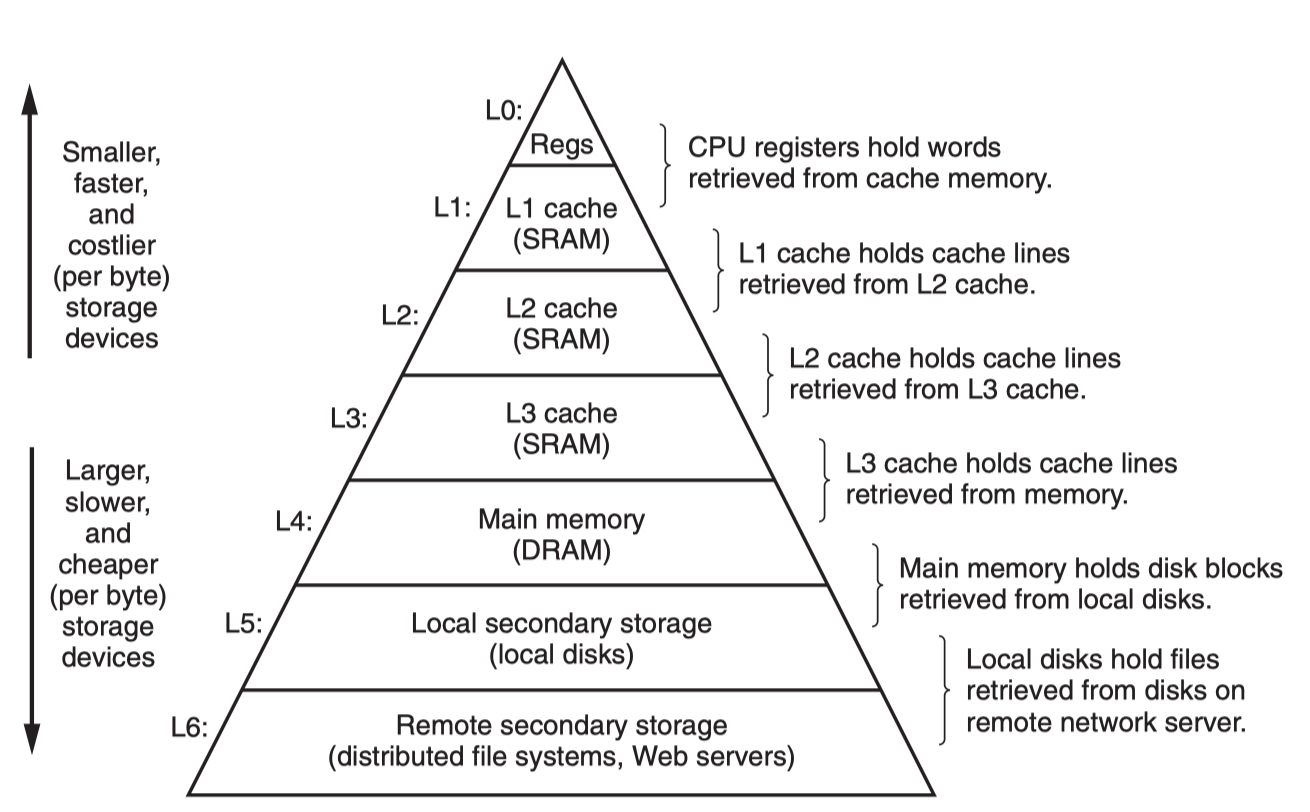 Smaller,
faster,
and
costlier
(per byte)
storage
devices
Larger,
slower,
and
cheaper
(per byte)
storage
devices
L0:
Regs
L1:
L1 cache
(SRAM)
L2:
L2 cache
(SRAM)
L3:
L3 cache
(SRAM)
L4:
Main memory
(DRAM)
L5:
Local secondary storage
(local disks)
L6:
Remote secondary storage
(distributed file systems, Web servers)
CPU registers hold words
retrieved from cache memory.
L1 cache holds cache lines
retrieved from L2 cache.
L2 cache holds cache lines
retrieved from L3 cache.
L3 cache holds cache lines
retrieved from memory.
Main memory holds disk blocks
retrieved from local disks.
Local disks hold files
retrieved from disks on
remote network server.